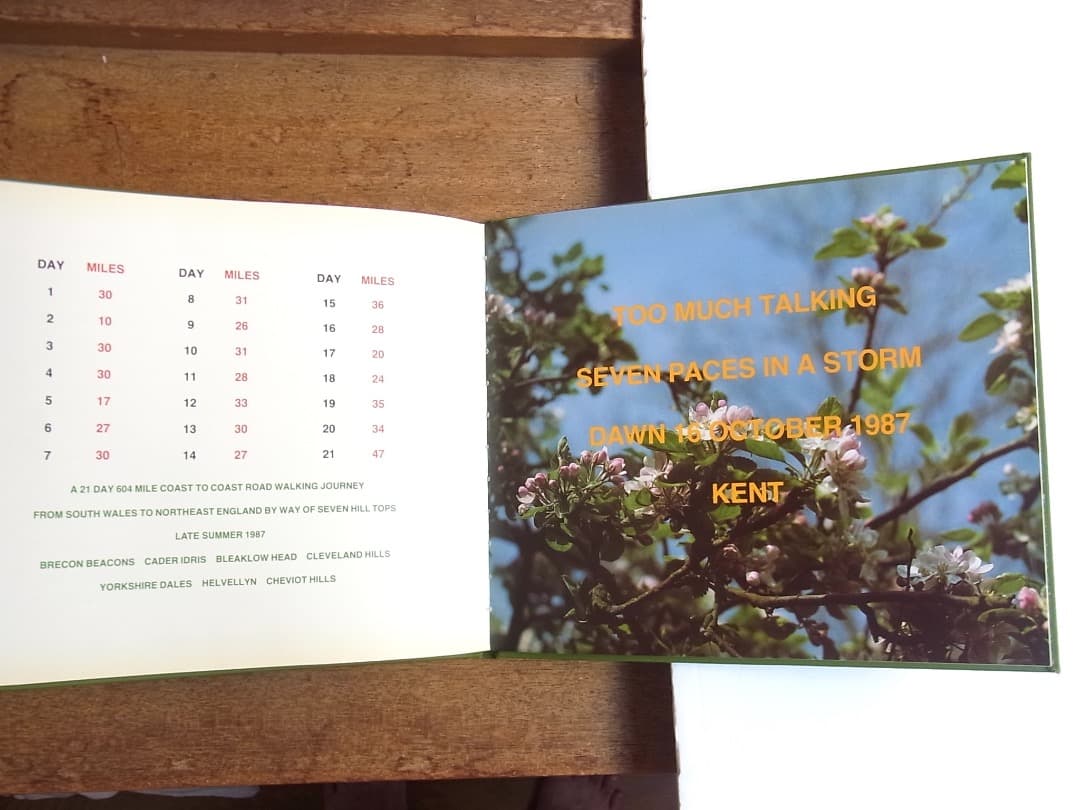 DAY MILES DAY MILES DAY MILES
1 30 8 31 15 36
2 10 9 26 16 28
3 30 10 31 17 20
4 30 11 28 18 24
5 17 12 33 19 35
6 27 13 30 20 34
7 30 14 27 21 47
A 21 DAY 604 MILE COAST TO COAST ROAD WALKING JOURNEY
FROM SOUTH WALES TO NORTHEAST ENGLAND BY WAY OF SEVEN HILL TOPS
LATE SUMMER 1987
BRECON BEACONS CADER IDRIS BLEAKLOW HEAD CLEVELAND HILLS
YORKSHIRE DALES HELVELLYN CHEVIOT HILLS
TOO MUCH TALKING
SEVEN PACES IN A STORM
DAWN 16 OCTOBER 1987
KENT